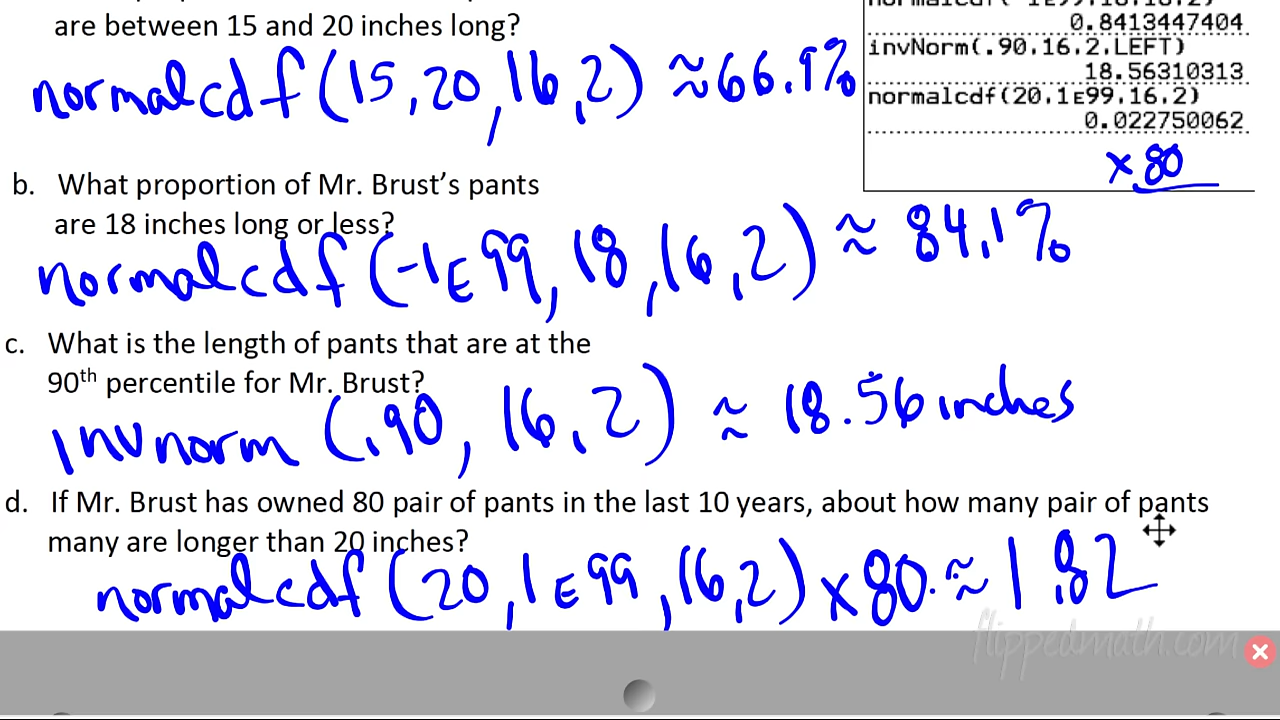 are between 15 and 20 inches long?
normalcdf(15,20,16,2) ≈66.9%
0.8413447404
invNorm(.90.16.2.LEFT)
18.56310313
normalcdf(20.1E99.16.2)
0.022750062
×80
b. What proportion of Mr. Brust’s pants
are 18 inches long or less?
normalcdf(-1E99,18,16,2) ≈ 84.1%
c. What is the length of pants that are at the
90th percentile for Mr. Brust?
invnorm (.90, 16,2) ≈ 18.56 inches
d. If Mr. Brust has owned 80 pair of pants in the last 10 years, about how many pair of pants
many are longer than 20 inches?
normalcdf (20,1E99,16,2) × 80. ≈ 1.82
flippedmath.com